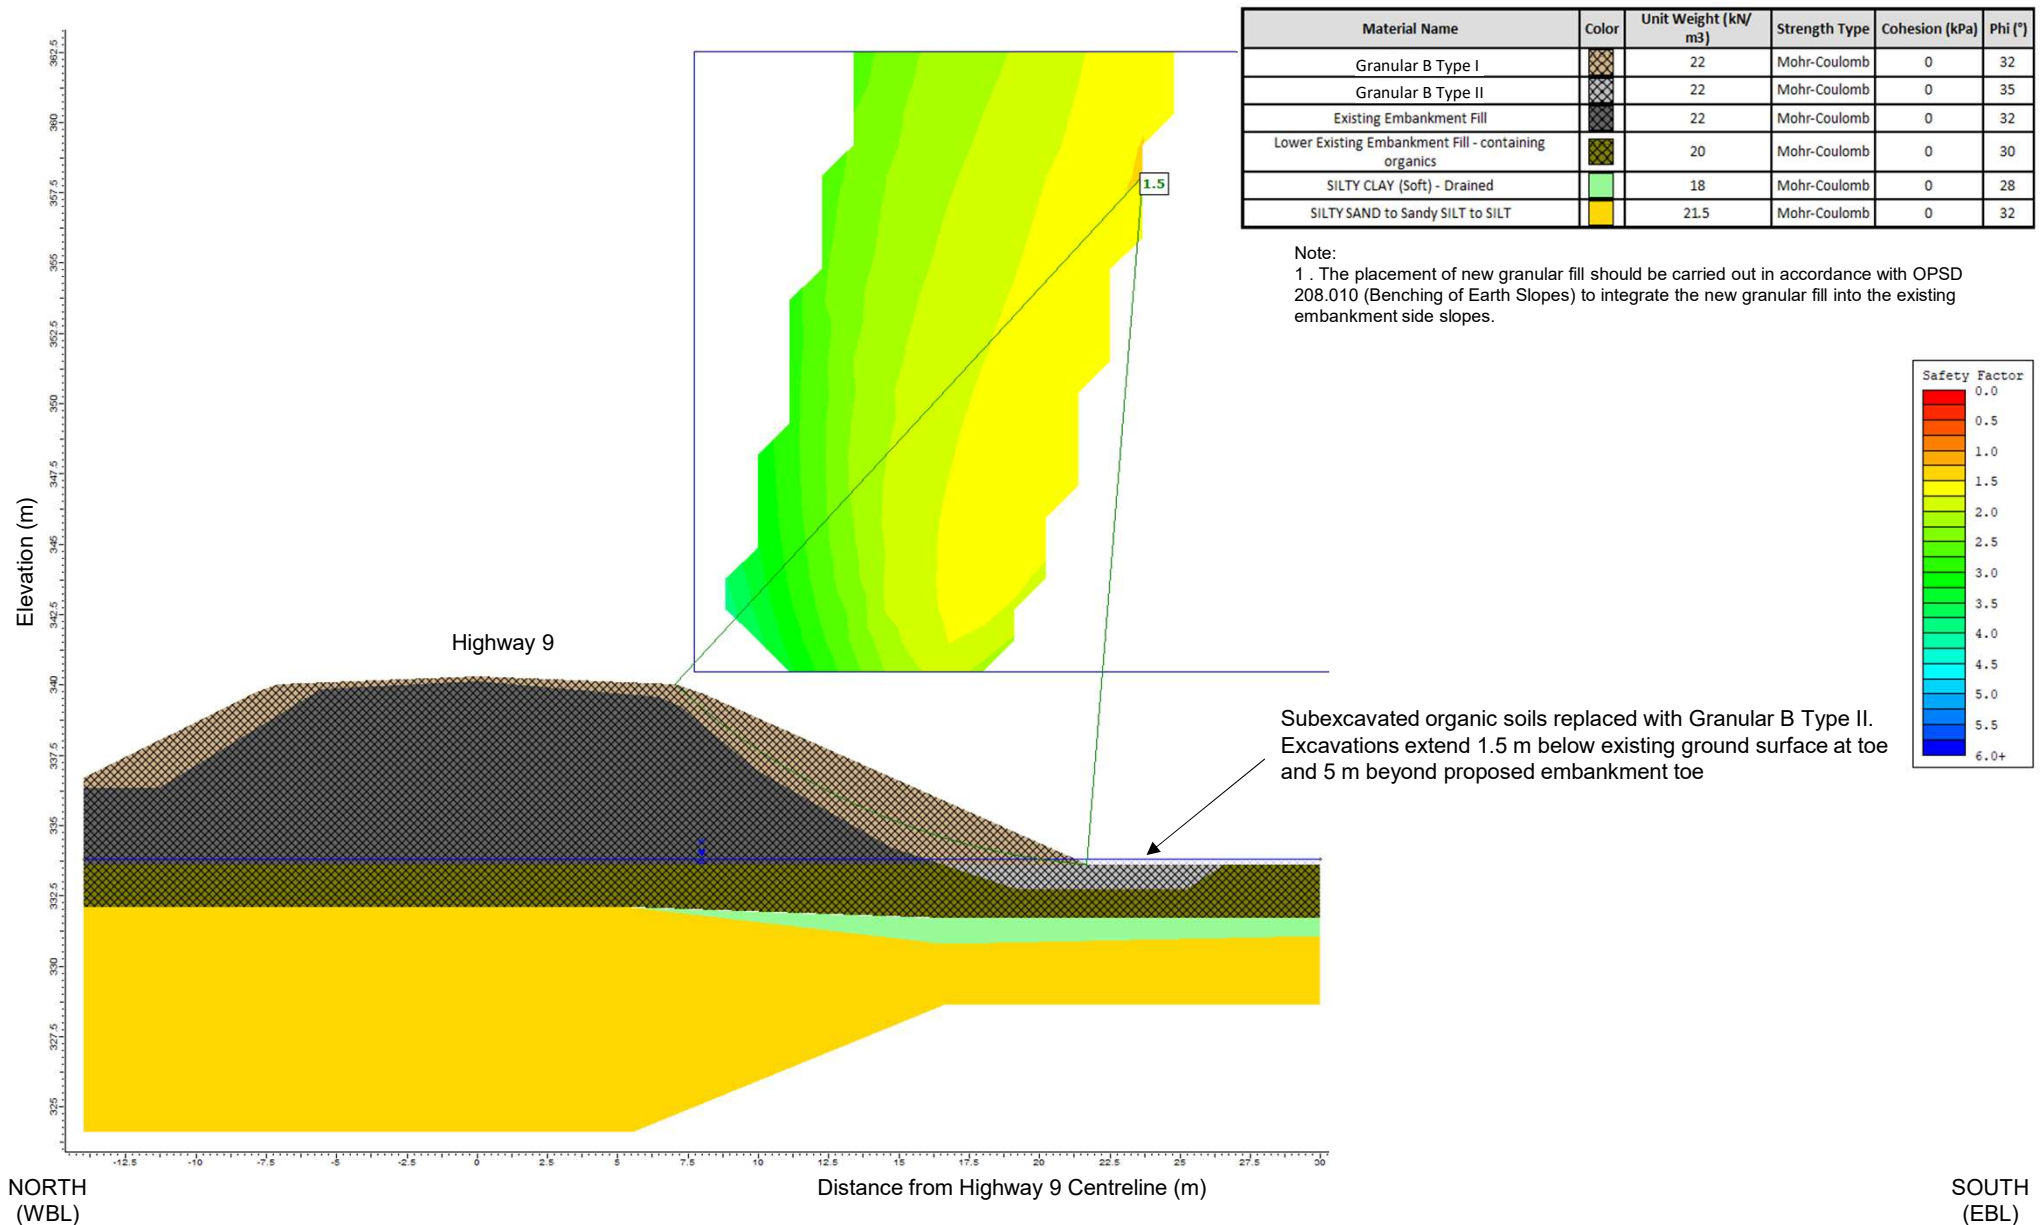 Material Name Color Unit Weight (kN/m3) Strength Type Cohesion (kPa) Phi (°)
Granular B Type I 22 Mohr-Coulomb 0 32
Granular B Type II 22 Mohr-Coulomb 0 35
Existing Embankment Fill 22 Mohr-Coulomb 0 32
Lower Existing Embankment Fill - containing organics 20 Mohr-Coulomb 0 30
SILTY CLAY (Soft) - Drained 18 Mohr-Coulomb 0 28
SILTY SAND to Sandy SILT to SILT 21.5 Mohr-Coulomb 0 32
Note:
1 . The placement of new granular fill should be carried out in accordance with OPSD
208.010 (Benching of Earth Slopes) to integrate the new granular fill into the existing
embankment side slopes.
1.5
Safety Factor
0.0
0.5
1.0
1.5
2.0
2.5
3.0
3.5
4.0
4.5
5.0
5.5
6.0+
Elevation (m)
362.5
360
357.5
355
352.5
350
347.5
345
342.5
340
337.5
335
332.5
330
327.5
325
Highway 9
Subexcavated organic soils replaced with Granular B Type II.
Excavations extend 1.5 m below existing ground surface at toe
and 5 m beyond proposed embankment toe
-12.5 -10 -7.5 -5 -2.5 0 2.5 5 7.5 10 12.5 15 17.5 20 22.5 25 27.5 30
NORTH
(WBL)
Distance from Highway 9 Centreline (m)
SOUTH
(EBL)